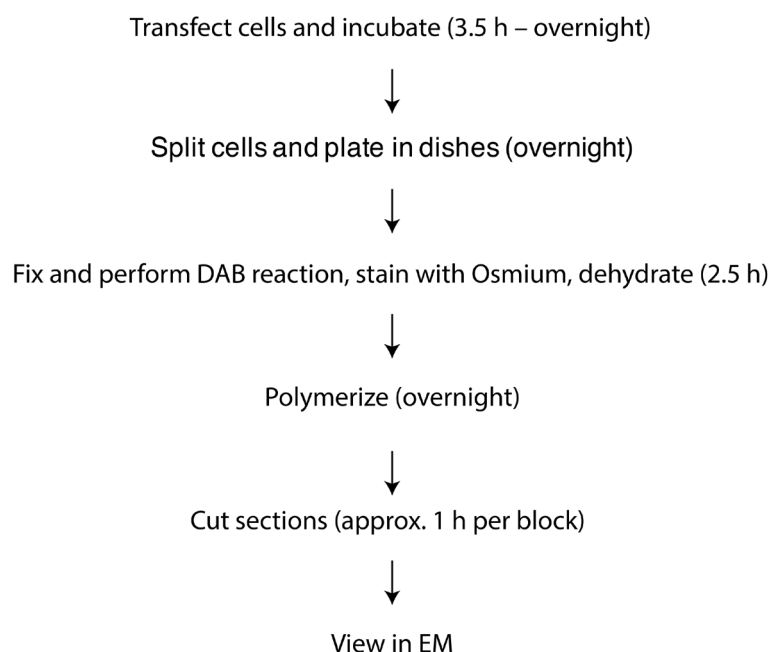 Transfect cells and incubate (3.5 h – overnight)
Split cells and plate in dishes (overnight)
Fix and perform DAB reaction, stain with Osmium, dehydrate (2.5 h)
Polymerize (overnight)
Cut sections (approx. 1 h per block)
View in EM